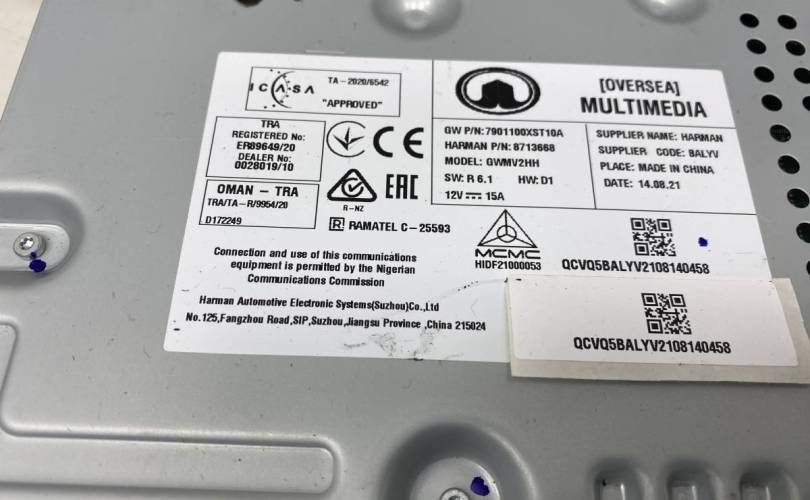 ICASA
TA-2020/6542
"APPROVED"
TRA
REGISTERED No:
ER89649/20
DEALER No:
0028019/10
OMAN - TRA
TRA/TA-R/9954/20
D172249
CE
R-NZ
EAC
R RAMATEL C-25593
[OVERSEA]
MULTIMEDIA
GW P/N:7901100XST10A
HARMAN P/N:8713668
MODEL: GWMV2HH
SW: R 6.1 HW: D1
12V 15A
SUPPLIER NAME: HARMAN
SUPPLIER CODE: BALYV
PLACE: MADE IN CHINA
DATE: 14.08.21
MCMC
HIDF21000053
QCVQ5BALYV2108140458
Connection and use of this communications
equipment is permitted by the Nigerian
Communications Commission
Harman Automotive Electronic Systems(Suzhou)Co.,Ltd
No.125,Fangzhou Road,SIP,Suzhou,Jiangsu Province ,China 215024
QCVQ5BALYV2108140458